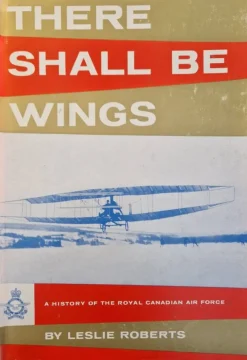 THERE
SHALL BE
WINGS
A HISTORY OF THE ROYAL CANADIAN AIR FORCE
BY LESLIE ROBERTS